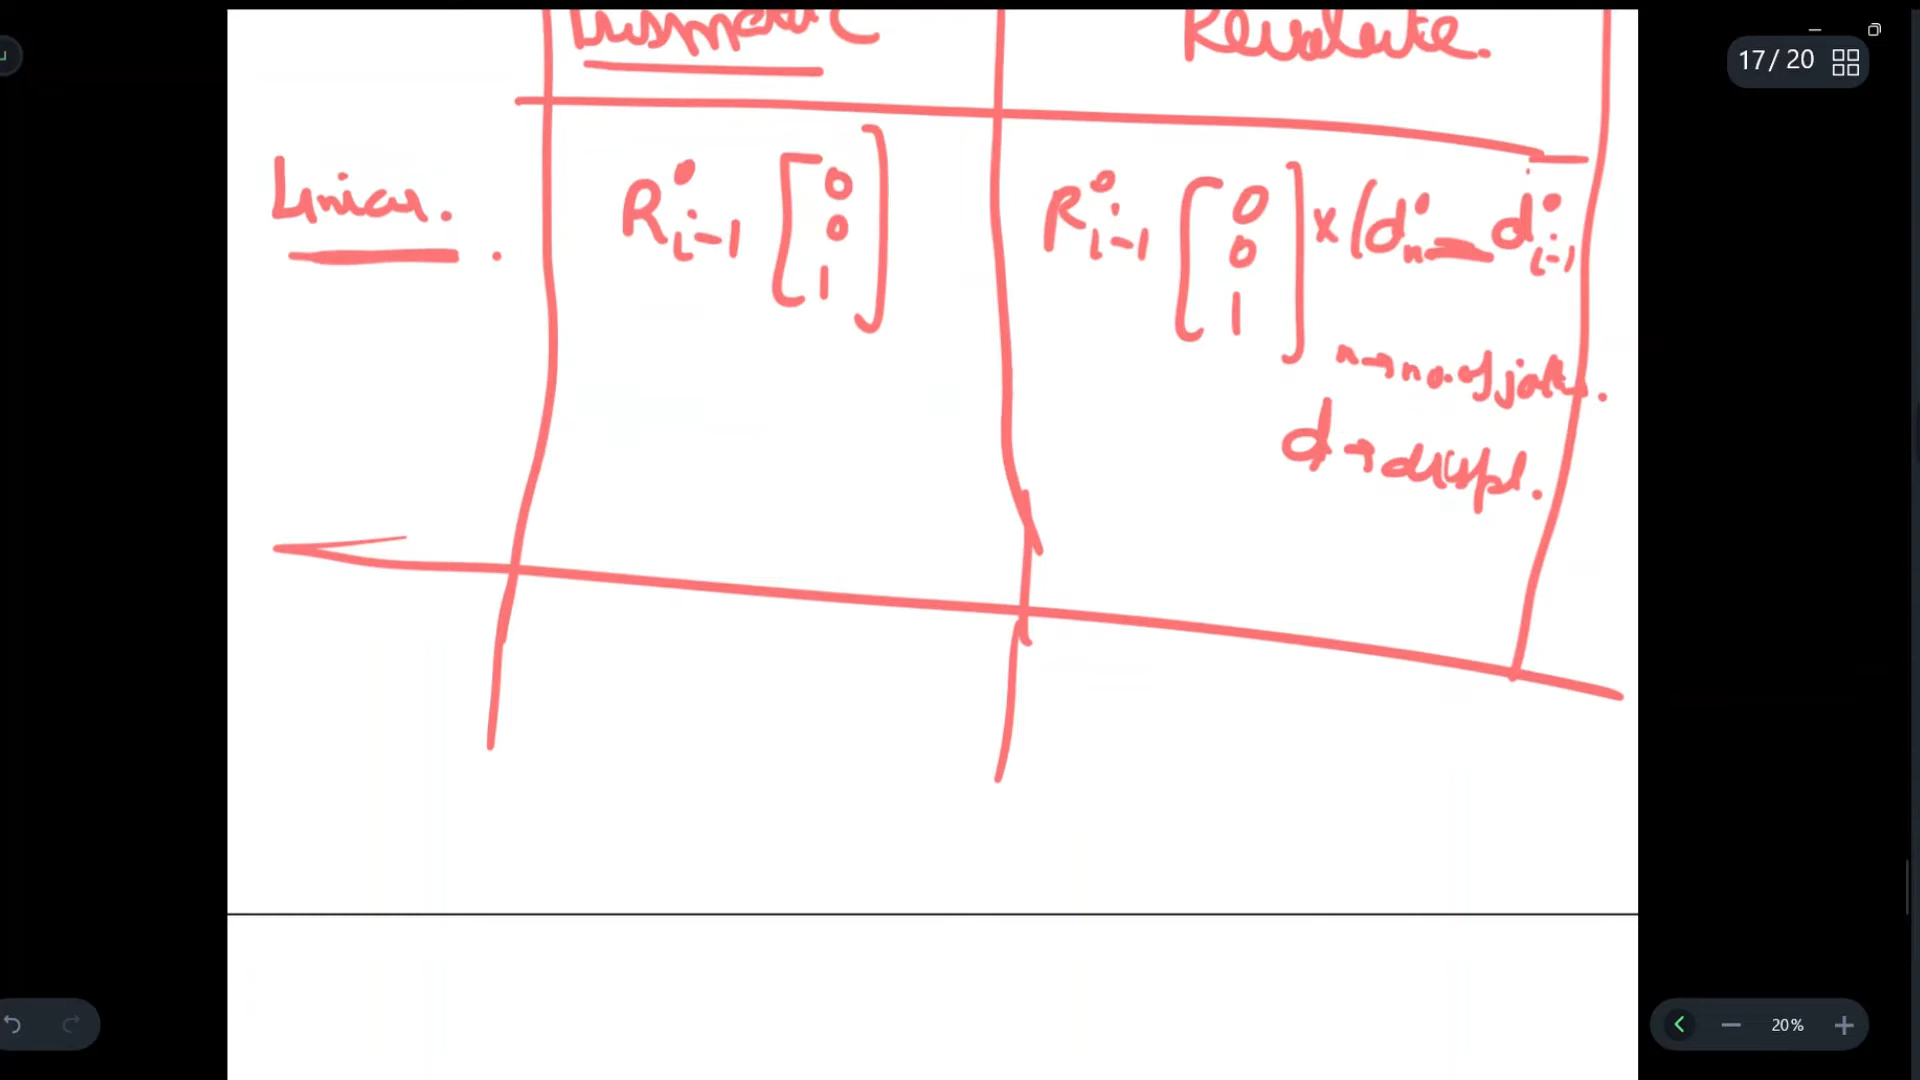 Prismatic Revolute.
17/ 20
Linear. R⁰ᵢ₋₁ [0 0 1] R⁰ᵢ₋₁ [0 0 1] × (d⁰ₙ – d⁰ᵢ₋₁
n → no. of joints.
d → displ.
20%